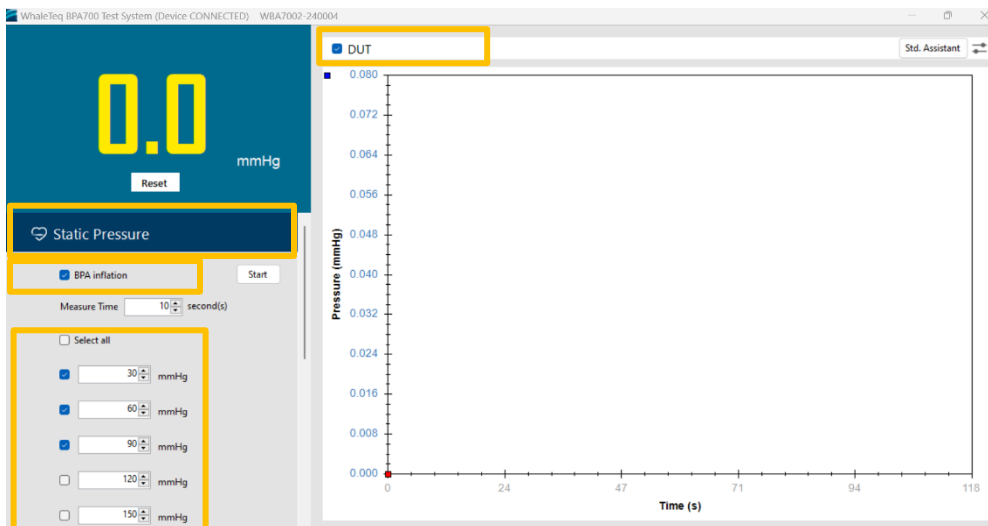 WhaleTeq BPA700 Test System (Device CONNECTED) WBA7002-240004
0.0
mmHg
Reset
Static Pressure
BPA inflation
Start
Measure Time 10 second(s)
Select all
30 mmHg
60 mmHg
90 mmHg
120 mmHg
150 mmHg
DUT
Std. Assistant
Pressure (mmHg)
0.080
0.072
0.064
0.056
0.048
0.040
0.032
0.024
0.016
0.008
0.000
0 24 47 71 94 118
Time (s)